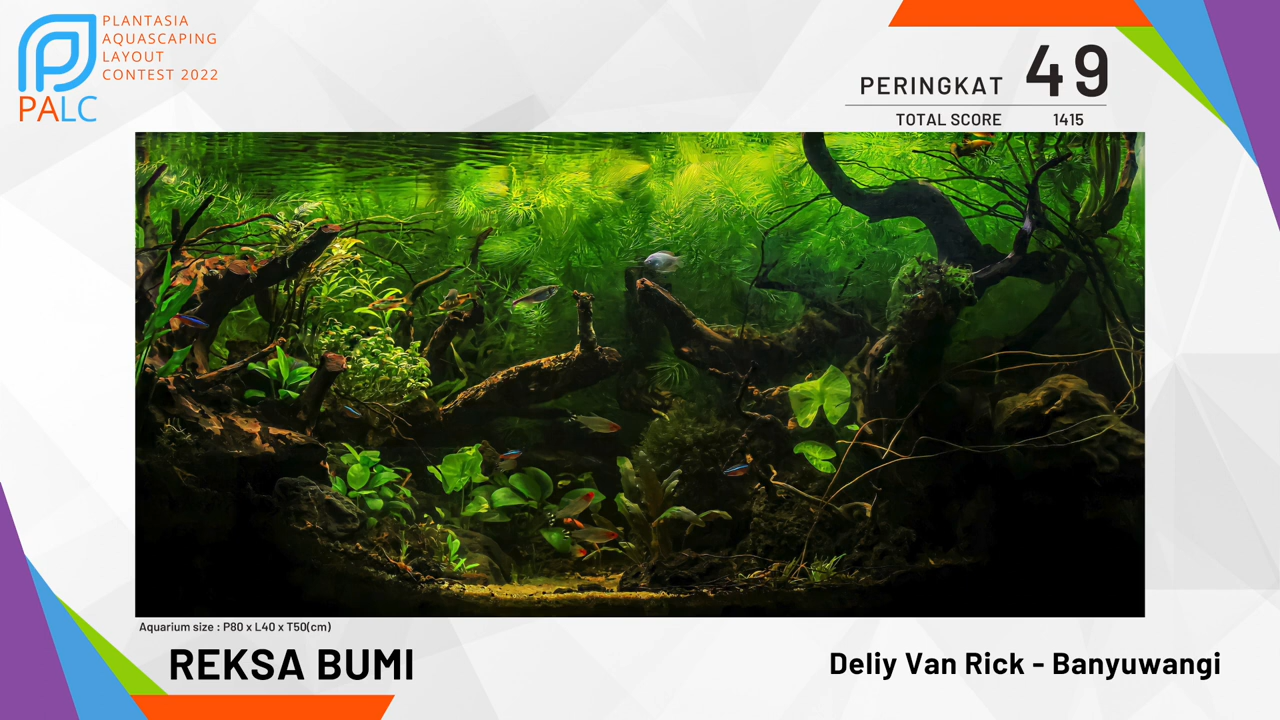 PLANTASIA
AQUASCAPING
LAYOUT
CONTEST 2022
PALC
PERINGKAT 49
TOTAL SCORE 1415
Aquarium size : P80 x L40 x T50(cm)
REKSA BUMI
Deliy Van Rick - Banyuwangi